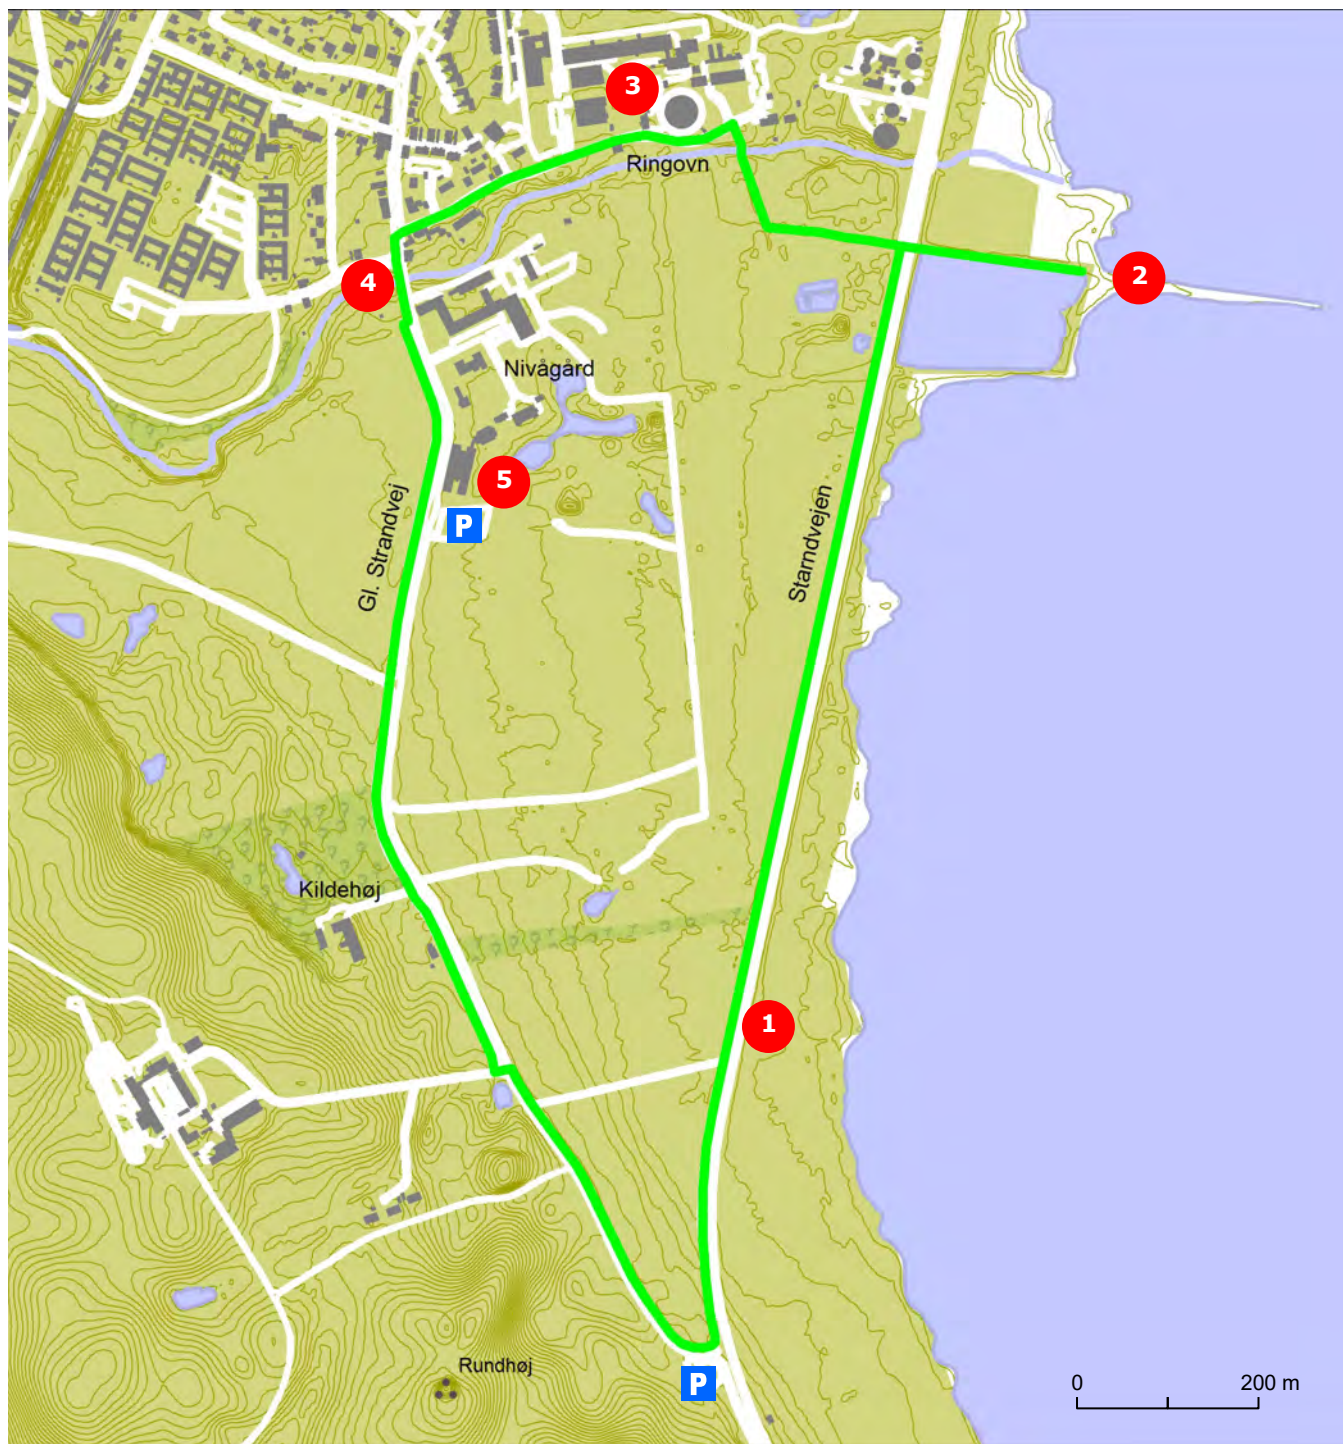 3
Ringovn
2
4
Nivågård
5
P
Gl. Strandvej
Starndvejen
Kildehøj
1
Rundhøj
P
0 200 m